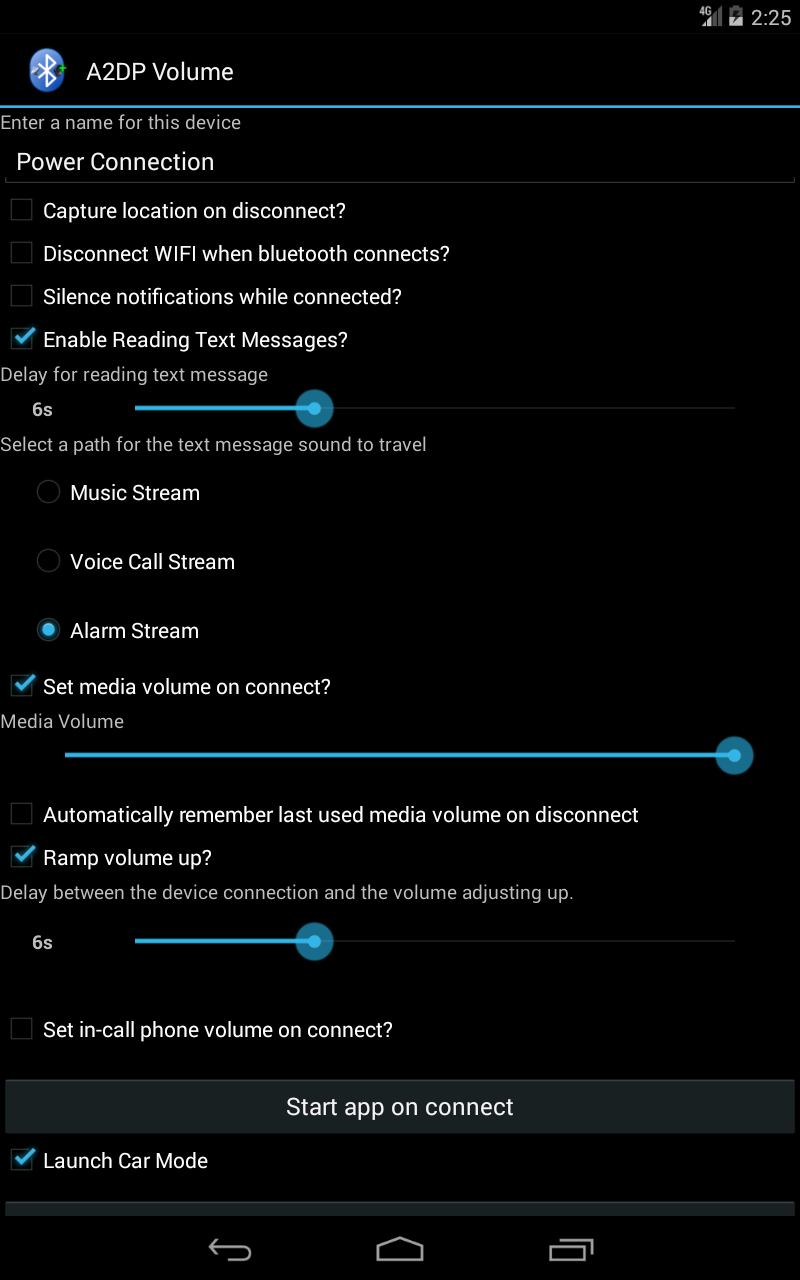 4G 2:25
A2DP Volume
Enter a name for this device
Power Connection
Capture location on disconnect?
Disconnect WIFI when bluetooth connects?
Silence notifications while connected?
Enable Reading Text Messages?
Delay for reading text message
6s
Select a path for the text message sound to travel
Music Stream
Voice Call Stream
Alarm Stream
Set media volume on connect?
Media Volume
Automatically remember last used media volume on disconnect
Ramp volume up?
Delay between the device connection and the volume adjusting up.
6s
Set in-call phone volume on connect?
Start app on connect
Launch Car Mode